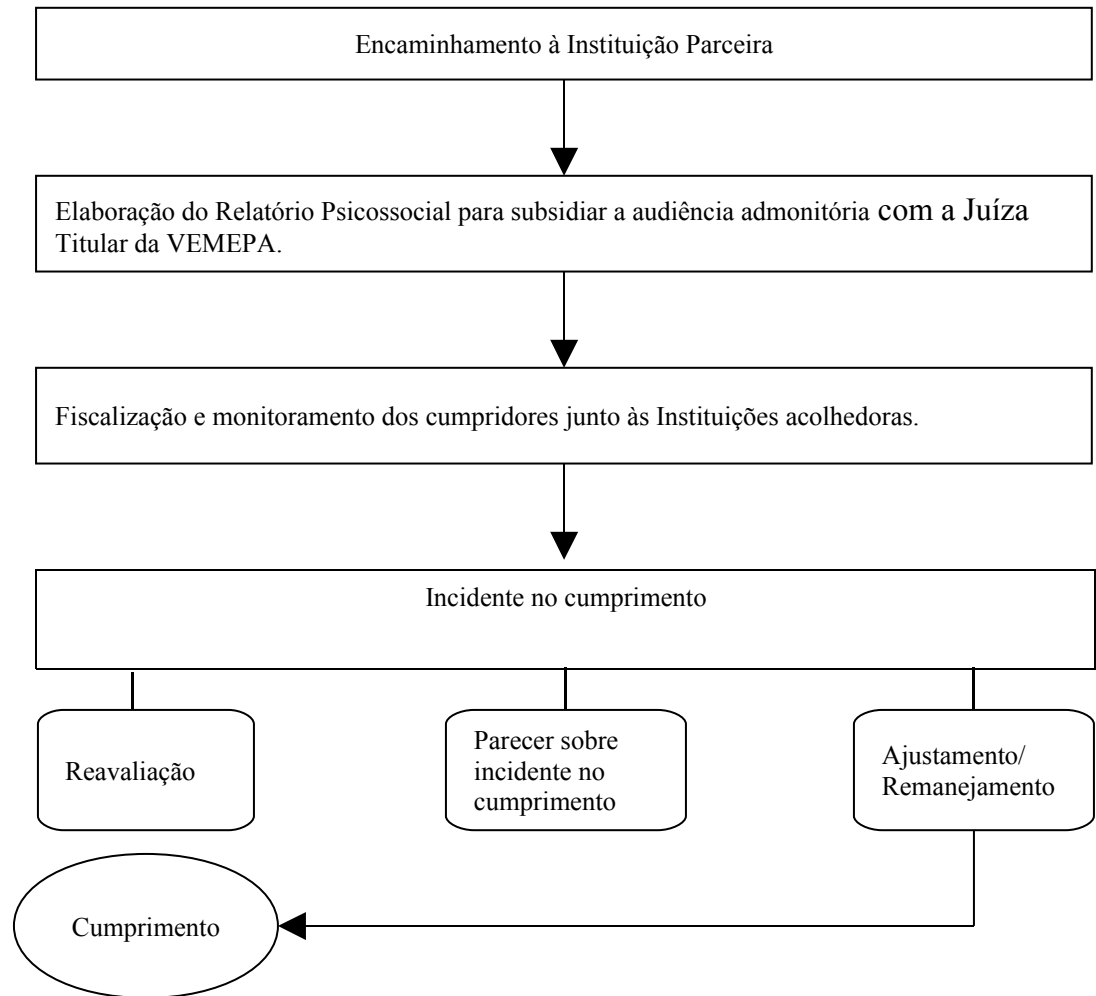 Encaminhamento à Instituição Parceira
Elaboração do Relatório Psicossocial para subsidiar a audiência admonitória com a Juíza
Titular da VEMEPA.
Fiscalização e monitoramento dos cumpridores junto às Instituições acolhedoras.
Incidente no cumprimento
Reavaliação
Parecer sobre
incidente no
cumprimento
Ajustamento/
Remanejamento
Cumprimento